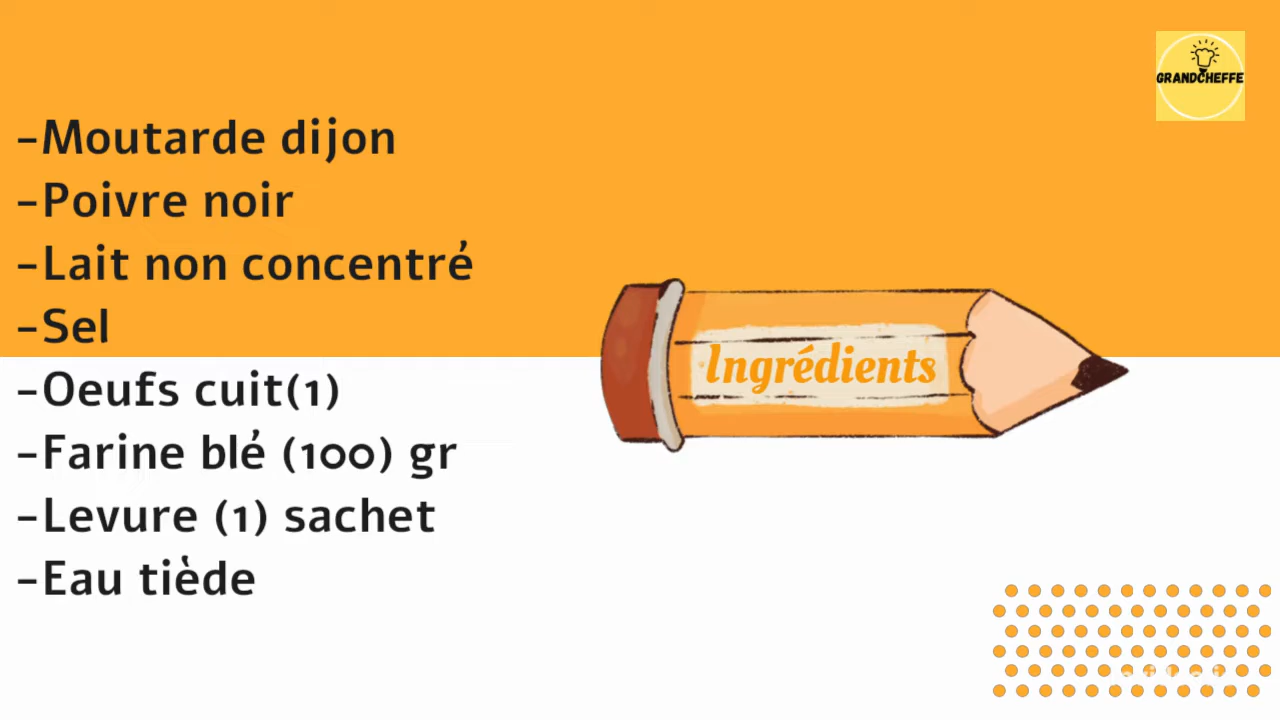 GRANDCHEFFE
-Moutarde dijon
-Poivre noir
-Lait non concentré
-Sel
-Oeufs cuit(1)
-Farine blé (100) gr
-Levure (1) sachet
-Eau tiède
Ingrédients